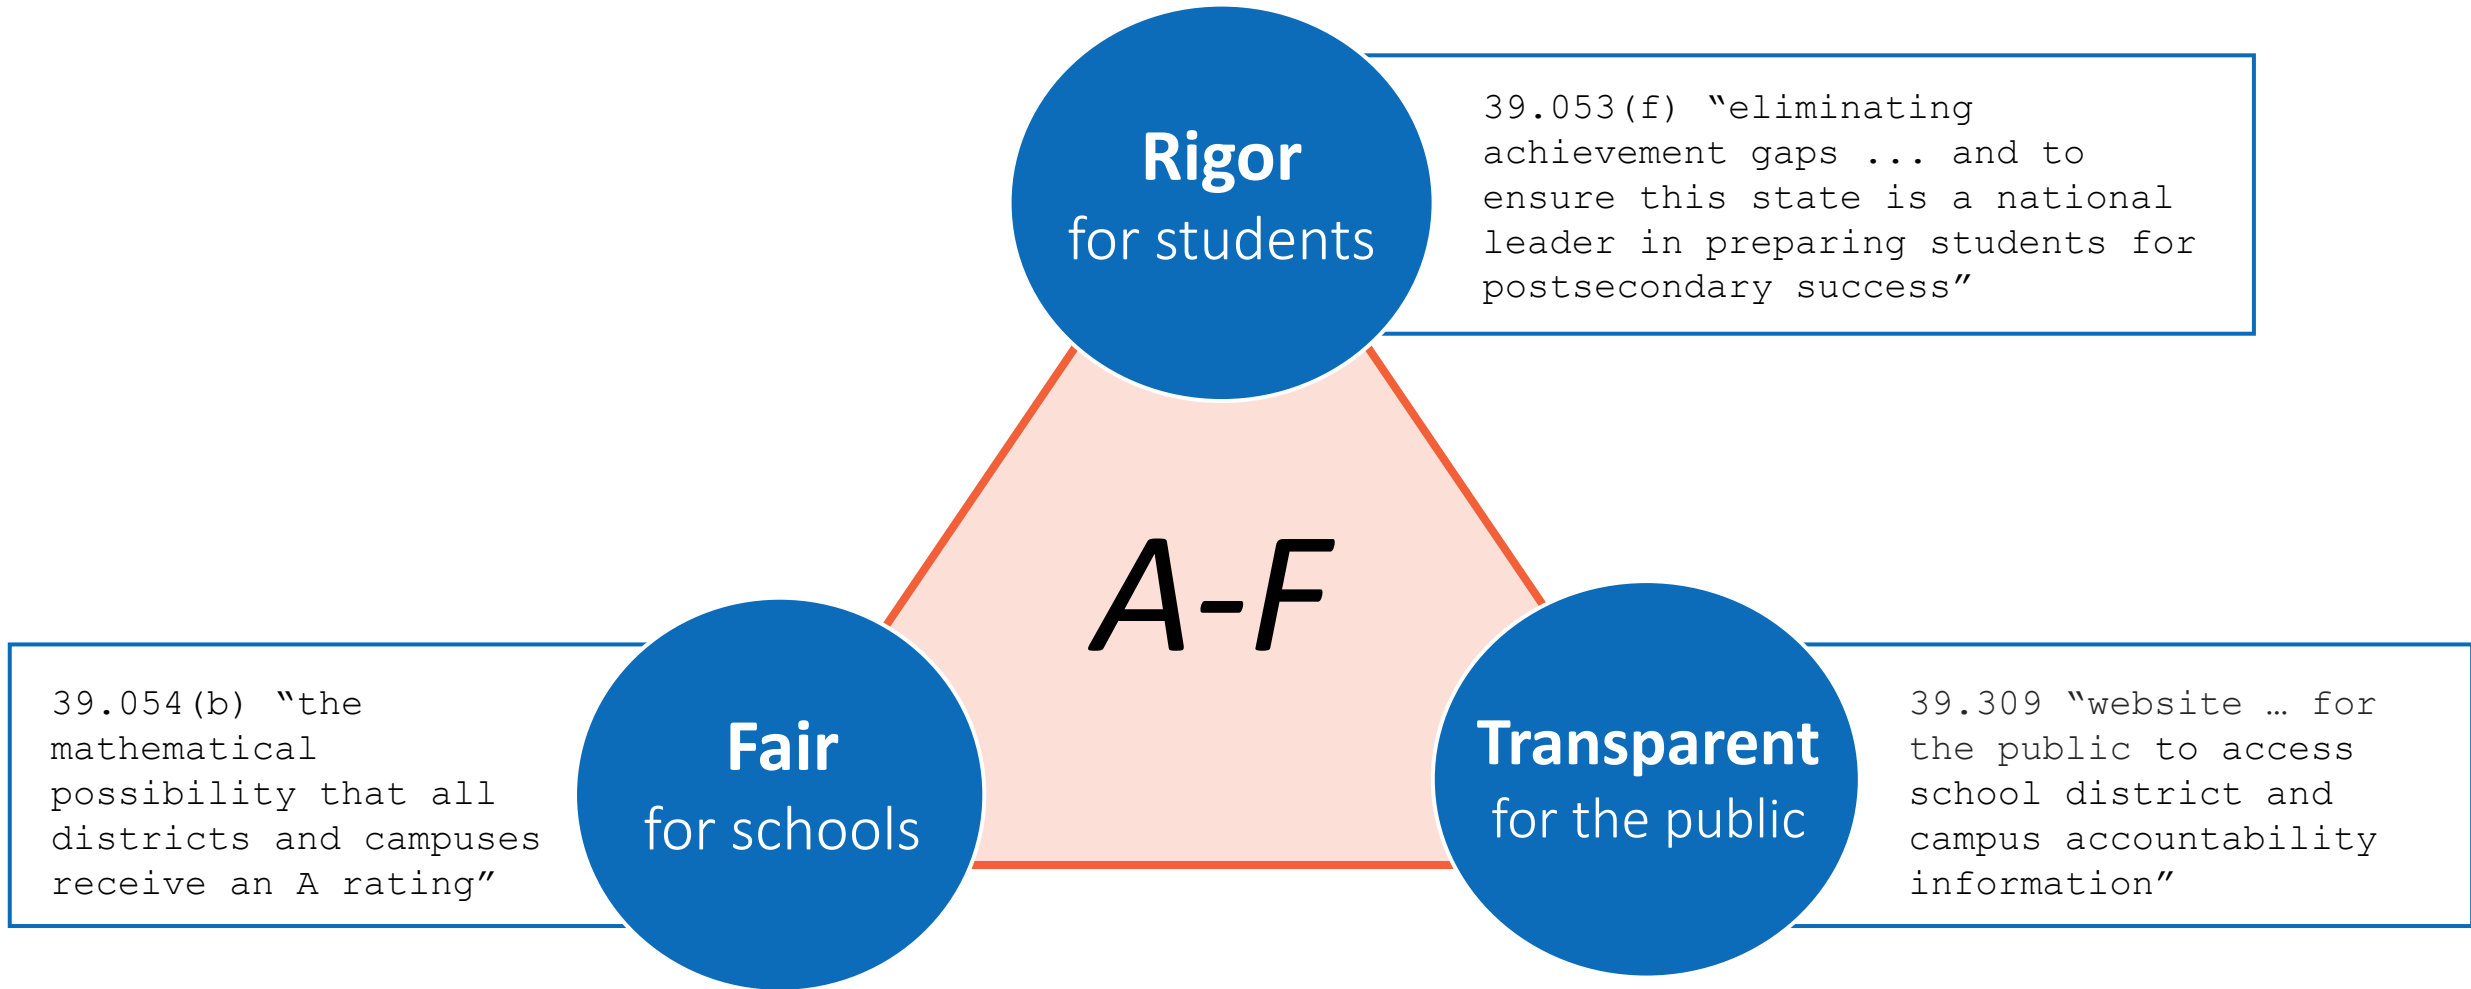 Rigor
for students
39.053(f) “eliminating
achievement gaps ... and to
ensure this state is a national
leader in preparing students for
postsecondary success”
A-F
39.054(b) “the
mathematical
possibility that all
districts and campuses
receive an A rating”
Fair
for schools
Transparent
for the public
39.309 “website … for
the public to access
school district and
campus accountability
information”